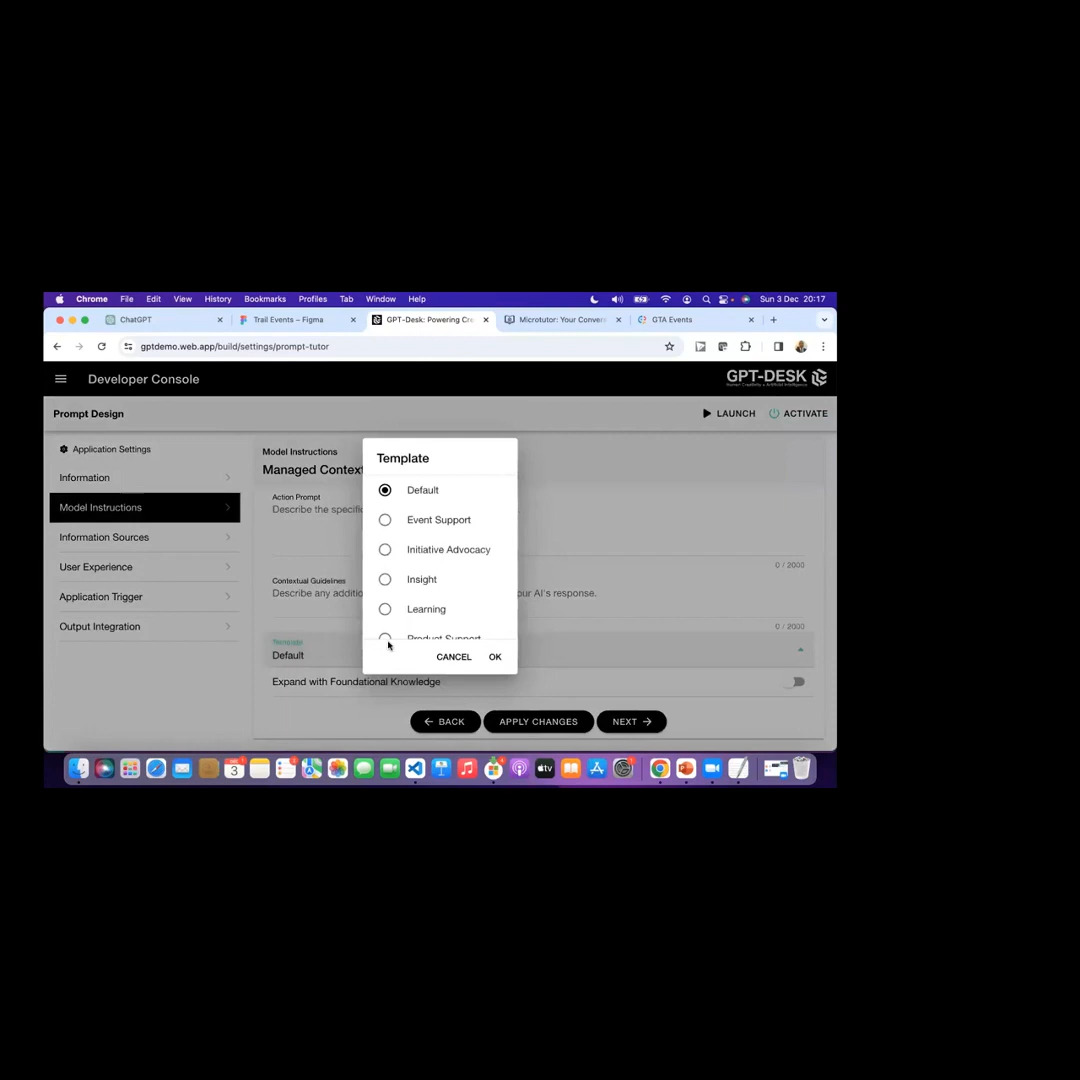 Chrome File Edit View History Bookmarks Profiles Tab Window Help Sun 3 Dec 20:17
ChatGPT Trail Events – Figma GPT-Desk: Powering Cre Microtutor: Your Convers GTA Events
gptdemo.web.app/build/settings/prompt-tutor
Developer Console
GPT-DESK
Prompt Design
LAUNCH
ACTIVATE
Application Settings
Information
Model Instructions
Information Sources
User Experience
Application Trigger
Output Integration
Model Instructions
Managed Contex
Action Prompt
Describe the specifi
0 / 2000
Contextual Guidelines
Describe any additio
our AI's response.
0 / 2000
Template
Default
Expand with Foundational Knowledge
BACK
APPLY CHANGES
NEXT
Template
Default
Event Support
Initiative Advocacy
Insight
Learning
Product Support
CANCEL
OK